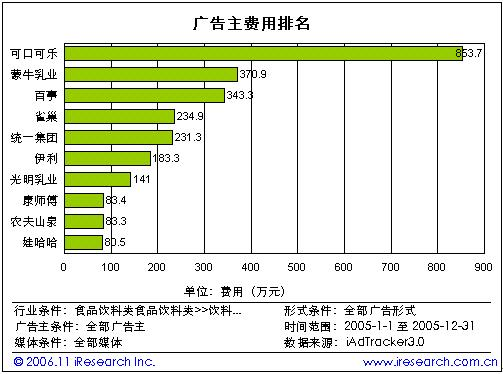 广告主费用排名
可口可乐 853.7
蒙牛乳业 370.9
百事 343.3
雀巢 234.9
统一集团 231.3
伊利 183.3
光明乳业 141
康师傅 83.4
农夫山泉 83.3
娃哈哈 80.5
0 100 200 300 400 500 600 700 800 900
单位：费用（万元）
行业条件：食品饮料类食品饮料类>>饮料... 形式条件：全部广告形式
广告主条件：全部广告主 时间范围：2005-1-1 至 2005-12-31
媒体条件：全部媒体 数据来源：iAdTracker3.0
© 2006.11 iResearch Inc. www.iresearch.com.cn